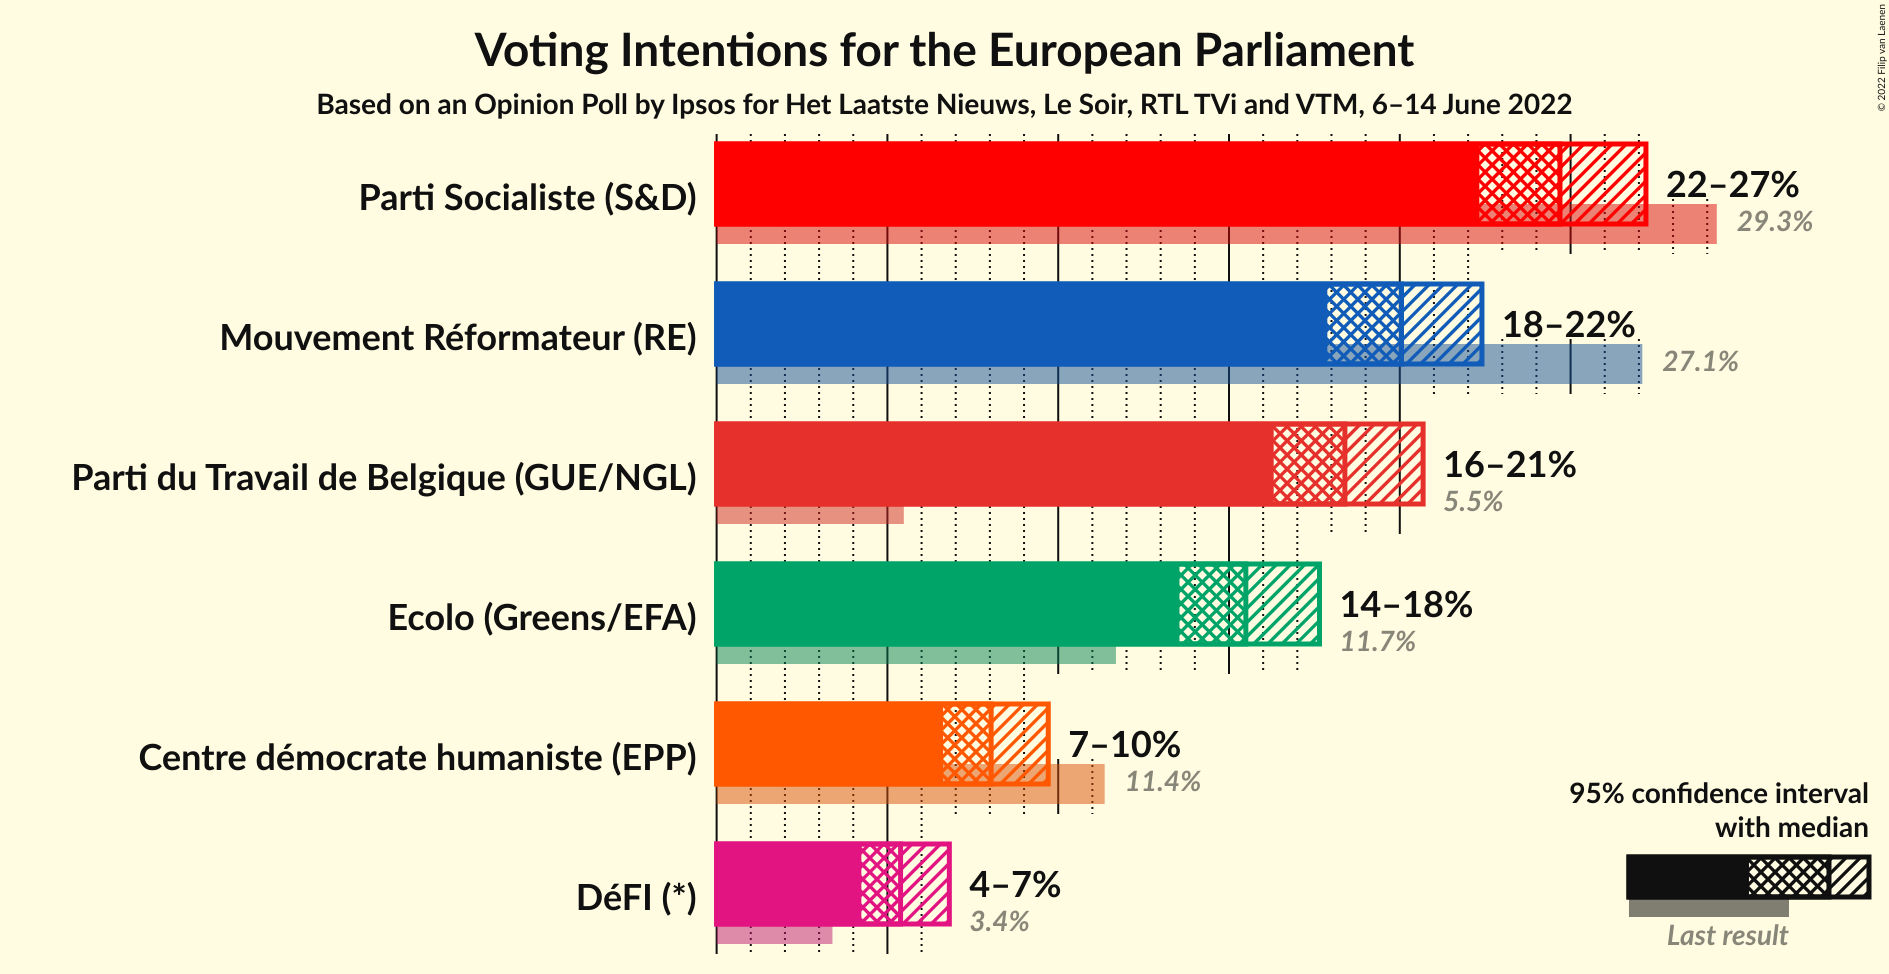 Voting Intentions for the European Parliament
Based on an Opinion Poll by Ipsos for Het Laatste Nieuws, Le Soir, RTL TVi and VTM, 6–14 June 2022
© 2022 Filip van Laenen
Parti Socialiste (S&D)
22–27%
29.3%
Mouvement Réformateur (RE)
18–22%
27.1%
Parti du Travail de Belgique (GUE/NGL)
16–21%
5.5%
Ecolo (Greens/EFA)
14–18%
11.7%
Centre démocrate humaniste (EPP)
7–10%
11.4%
DéFI (*)
4–7%
3.4%
95% confidence interval
with median
Last result